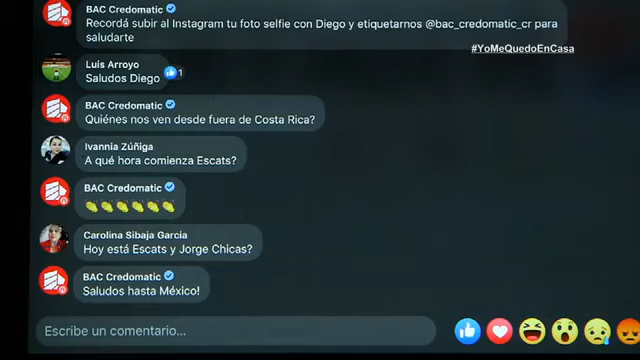 BAC Credomatic
Recordá subir al Instagram tu foto selfie con Diego y etiquetarnos @bac_credomatic_cr para
saludarte
#YoMeQuedoEnCasa
Luis Arroyo
Saludos Diego
1
BAC Credomatic
Quiénes nos ven desde fuera de Costa Rica?
Ivannia Zúñiga
A qué hora comienza Escats?
BAC Credomatic
Carolina Sibaja Garcia
Hoy está Escats y Jorge Chicas?
BAC Credomatic
Saludos hasta México!
Escribe un comentario...